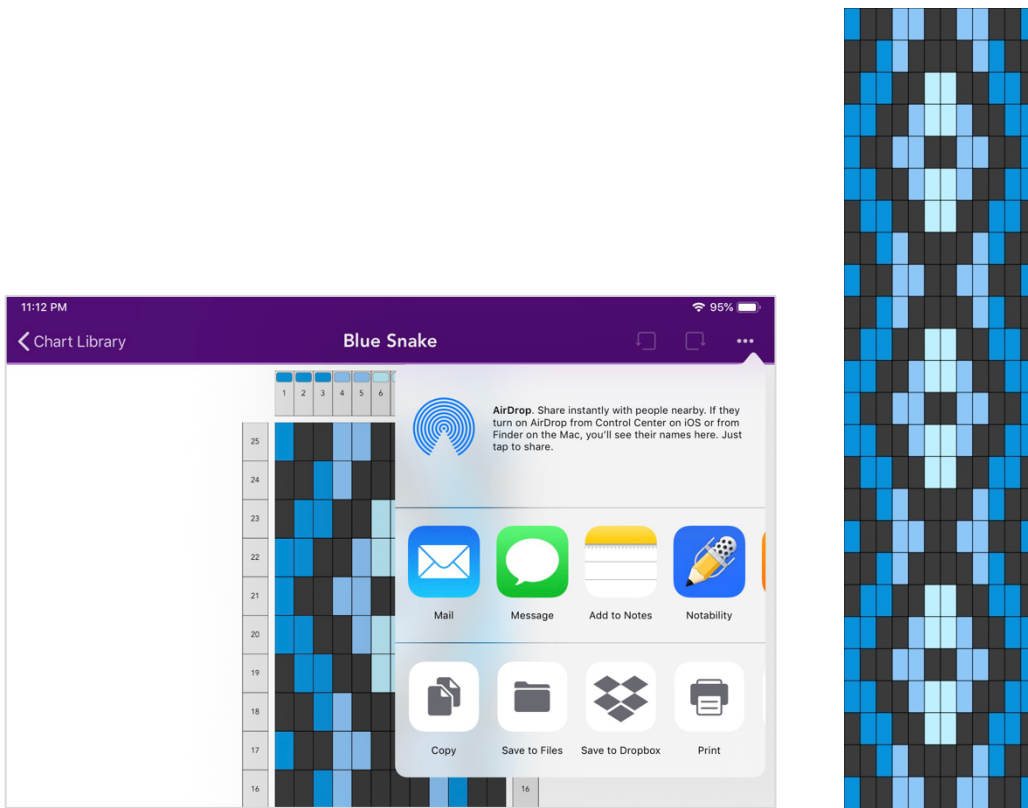 11:12 PM
95%
Chart Library
Blue Snake
1 2 3 4 5 6
AirDrop. Share instantly with people nearby. If they
turn on AirDrop from Control Center on iOS or from
Finder on the Mac, you'll see their names here. Just
tap to share.
25
24
23
22
21
20
19
18
17
16
16
Mail
Message
Add to Notes
Notability
Copy
Save to Files
Save to Dropbox
Print